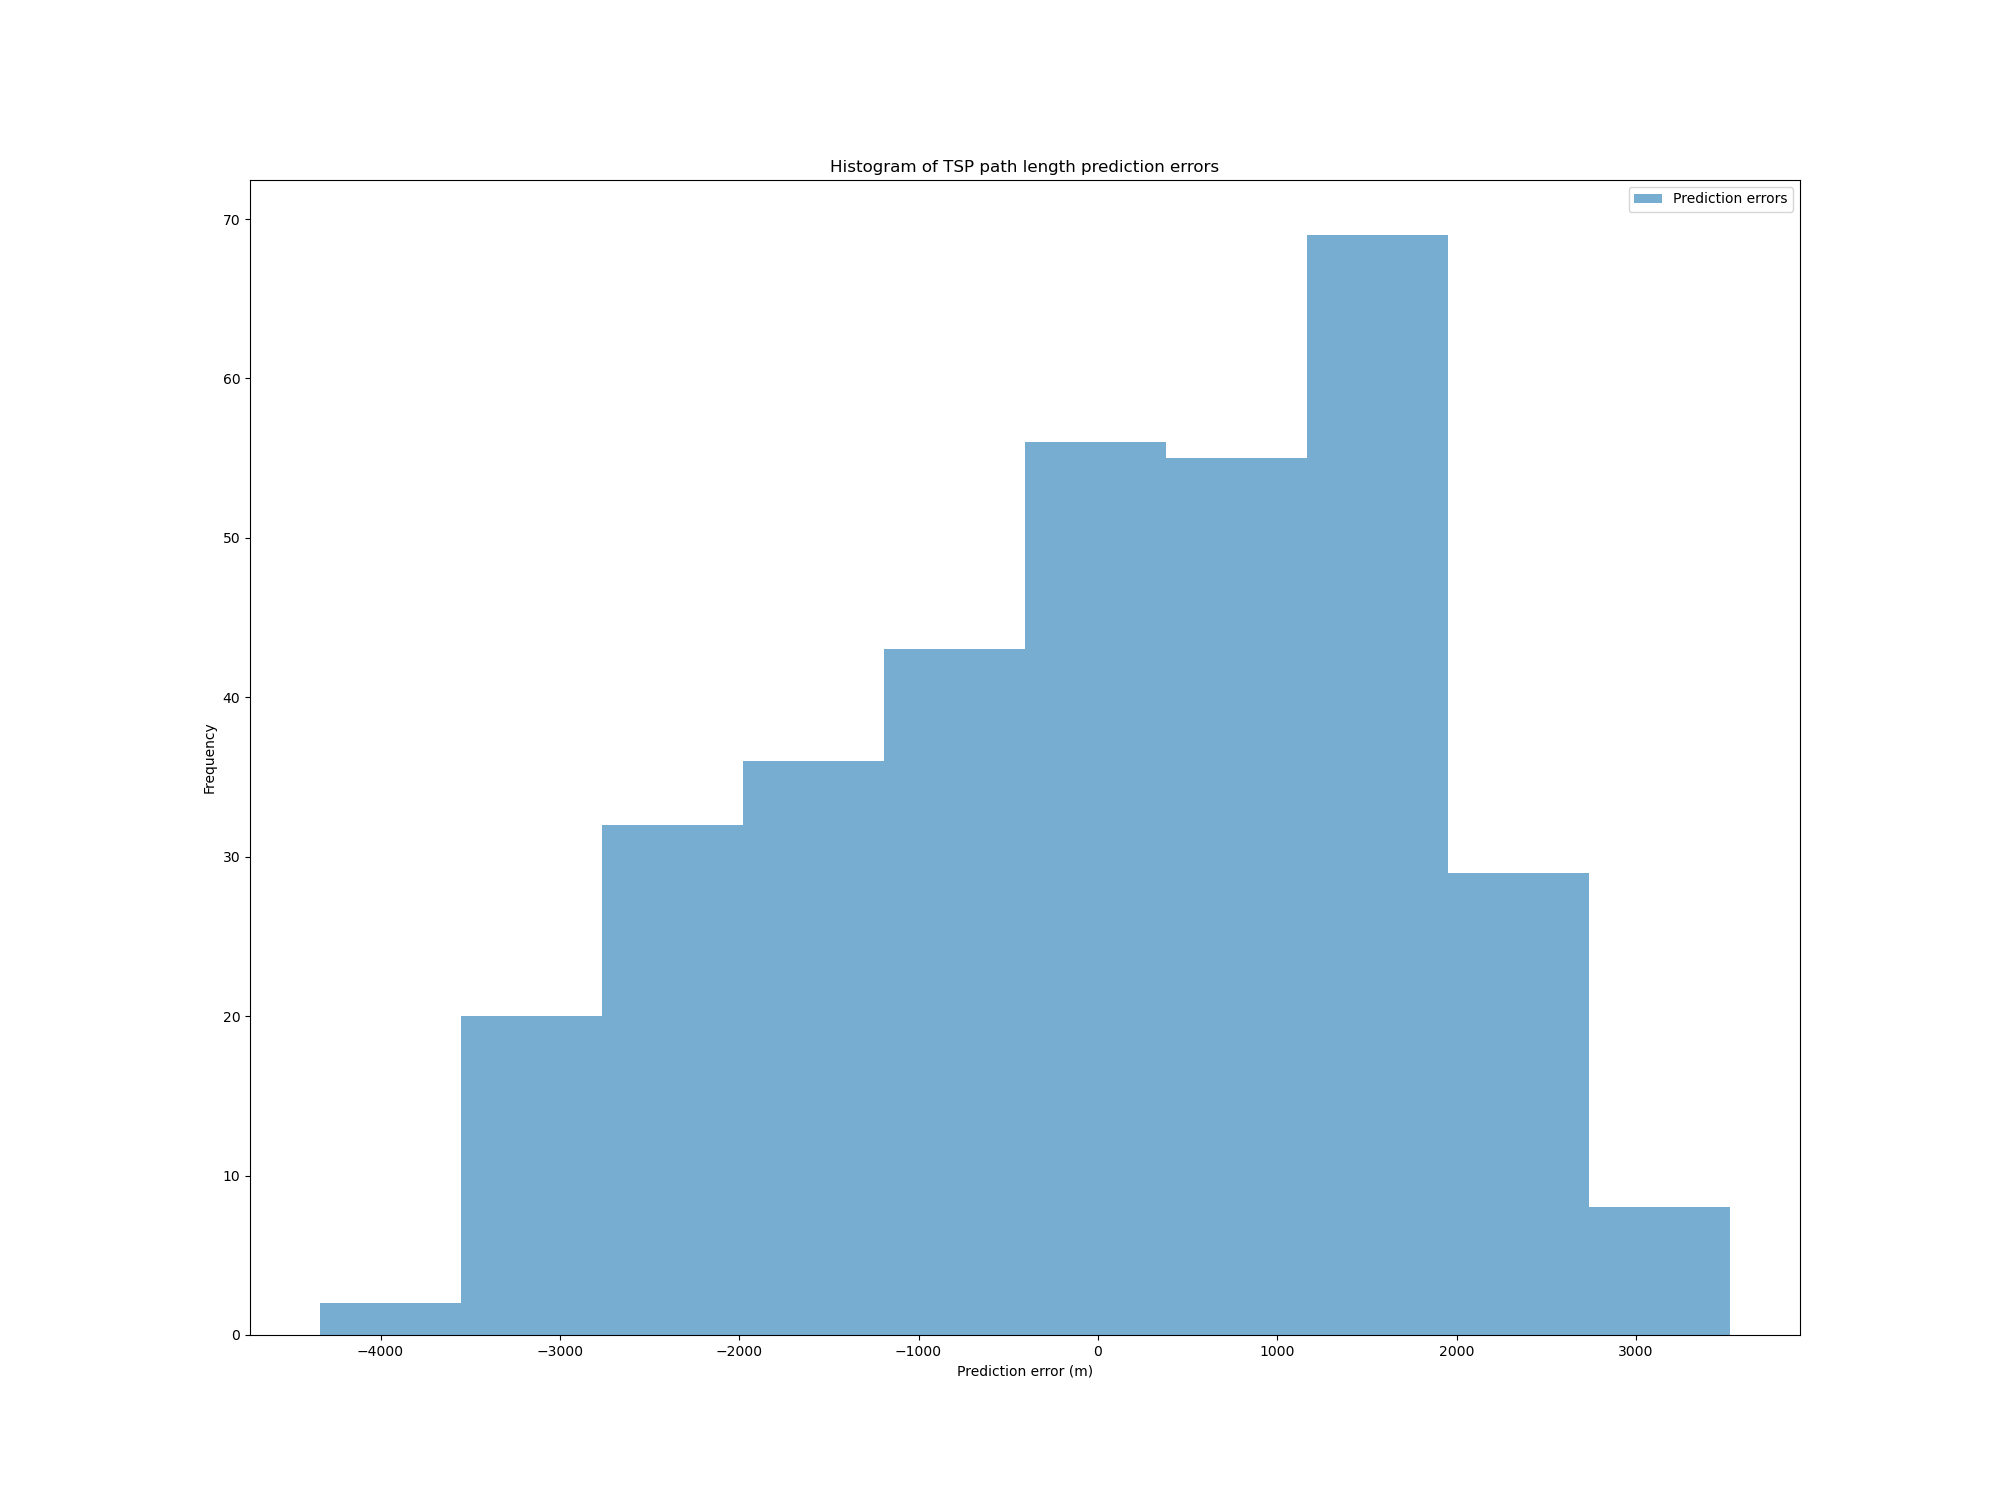 Histogram of TSP path length prediction errors
Prediction errors
70
60
50
40
30
20
10
0
Frequency
−4000 −3000 −2000 −1000 0 1000 2000 3000
Prediction error (m)